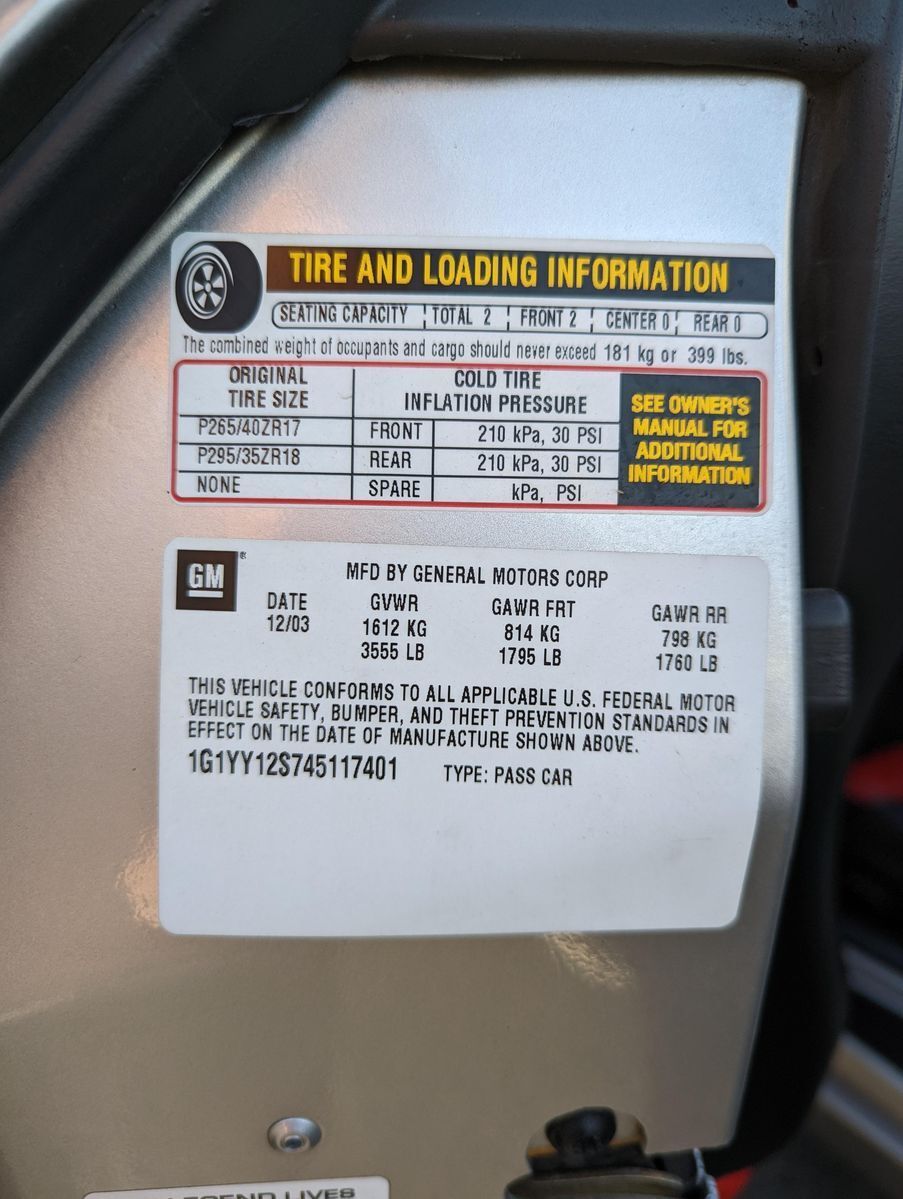 TIRE AND LOADING INFORMATION
SEATING CAPACITY TOTAL 2 FRONT 2 CENTER 0 REAR 0
The combined weight of occupants and cargo should never exceed 181 kg or 399 lbs.
ORIGINAL TIRE SIZE
COLD TIRE INFLATION PRESSURE
P265/40ZR17 FRONT 210 kPa, 30 PSI
P295/35ZR18 REAR 210 kPa, 30 PSI
NONE SPARE kPa, PSI
SEE OWNER'S
MANUAL FOR
ADDITIONAL
INFORMATION
GM®
MFD BY GENERAL MOTORS CORP
DATE GVWR GAWR FRT GAWR RR
12/03 1612 KG 814 KG 798 KG
3555 LB 1795 LB 1760 LB
THIS VEHICLE CONFORMS TO ALL APPLICABLE U.S. FEDERAL MOTOR
VEHICLE SAFETY, BUMPER, AND THEFT PREVENTION STANDARDS IN
EFFECT ON THE DATE OF MANUFACTURE SHOWN ABOVE.
1G1YY12S745117401 TYPE: PASS CAR
LEGEND LIVES